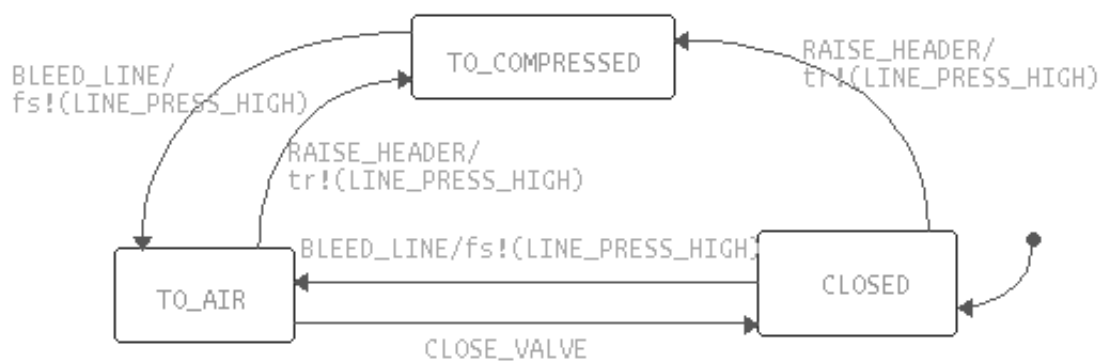 RAISE_HEADER/
tr!(LINE_PRESS_HIGH)
TO_COMPRESSED
BLEED_LINE/
fs!(LINE_PRESS_HIGH)
RAISE_HEADER/
tr!(LINE_PRESS_HIGH)
BLEED_LINE/fs!(LINE_PRESS_HIGH)
TO_AIR
CLOSED
CLOSE_VALVE